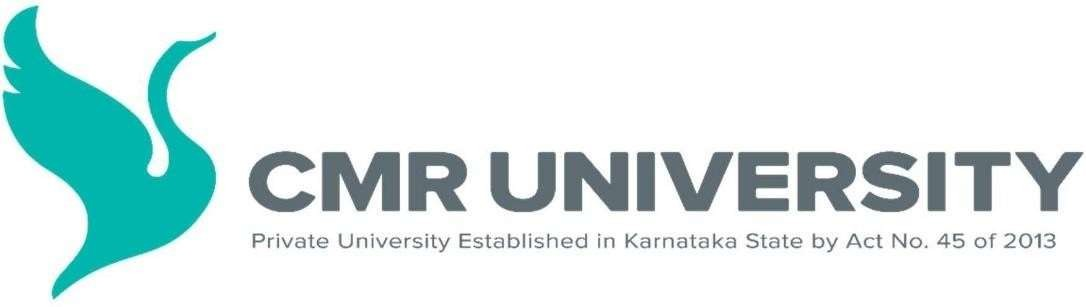 CMR UNIVERSITY
Private University Established in Karnataka State by Act No. 45 of 2013